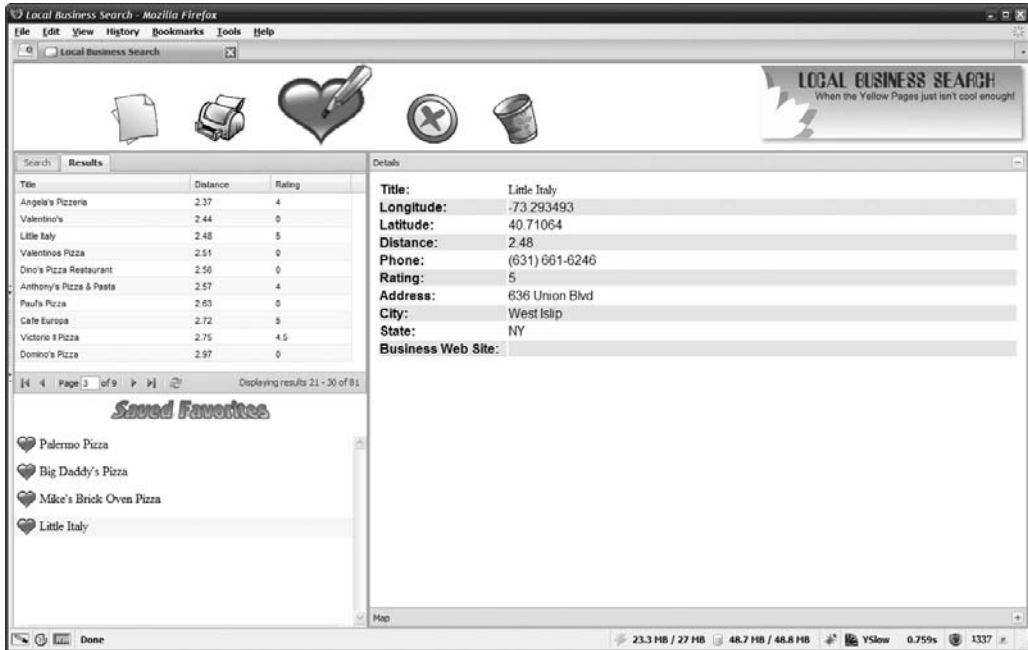 Local Business Search - Mozilla Firefox
File Edit View History Bookmarks Tools Help
Local Business Search
LOCAL BUSINESS SEARCH
When the Yellow Pages just isn't cool enough!
Search Results
Title Distance Rating
Angela's Pizzeria 2.37 4
Valentino's 2.44 0
Little Italy 2.48 5
Valentinos Pizza 2.51 0
Dino's Pizza Restaurant 2.56 0
Anthony's Pizza & Pasta 2.57 4
Paul's Pizza 2.63 0
Cafe Europa 2.72 5
Victorio II Pizza 2.75 4.5
Domino's Pizza 2.97 0
Page 3 of 9 Displaying results 21 - 30 of 81
Saved Favorites
Palermo Pizza
Big Daddy's Pizza
Mike's Brick Oven Pizza
Little Italy
Details
Title: Little Italy
Longitude: -73.293493
Latitude: 40.71064
Distance: 2.48
Phone: (631) 661-6246
Rating: 5
Address: 636 Union Blvd
City: West Islip
State: NY
Business Web Site:
Map
Done 23.3 MB / 27 MB 48.7 MB / 48.8 MB YSlow 0.759s 1337